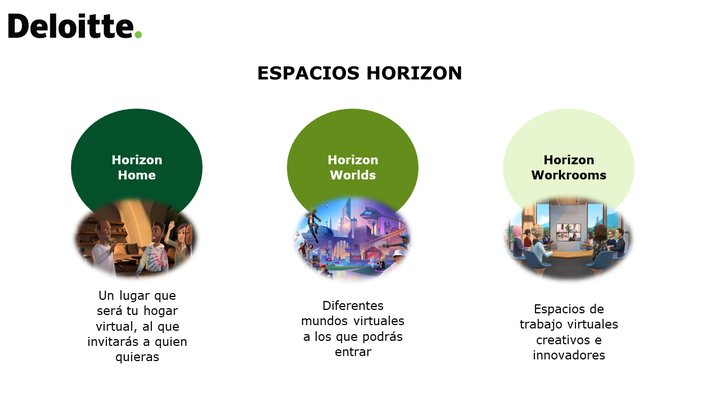 Deloitte.
ESPACIOS HORIZON
Horizon
Home
Horizon
Worlds
Horizon
Workrooms
Un lugar que
será tu hogar
virtual, al que
invitarás a quien
quieras
Diferentes
mundos virtuales
a los que podrás
entrar
Espacios de
trabajo virtuales
creativos e
innovadores